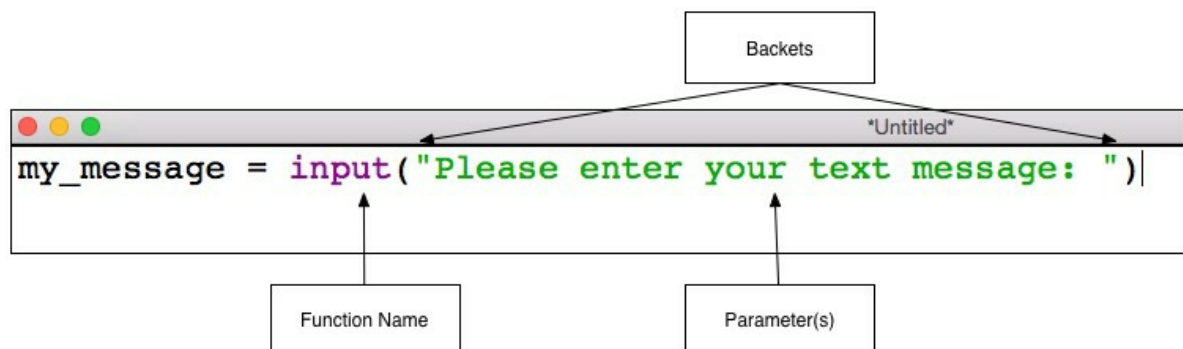 Backets
*Untitled*
my_message = input("Please enter your text message: ")
Function Name
Parameter(s)